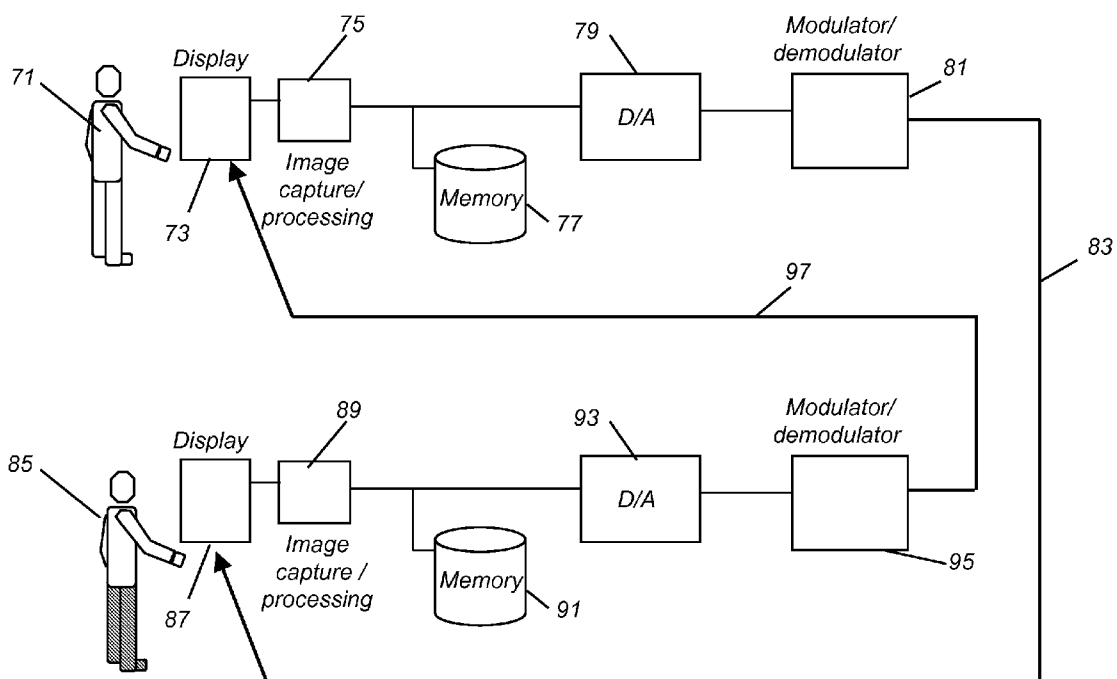 75
79
Modulator/
demodulator
71
Display
81
D/A
Image
capture/
processing
Memory
73
77
83
97
89
93
Modulator/
demodulator
Display
85
D/A
Image
capture /
processing
Memory
95
87
91